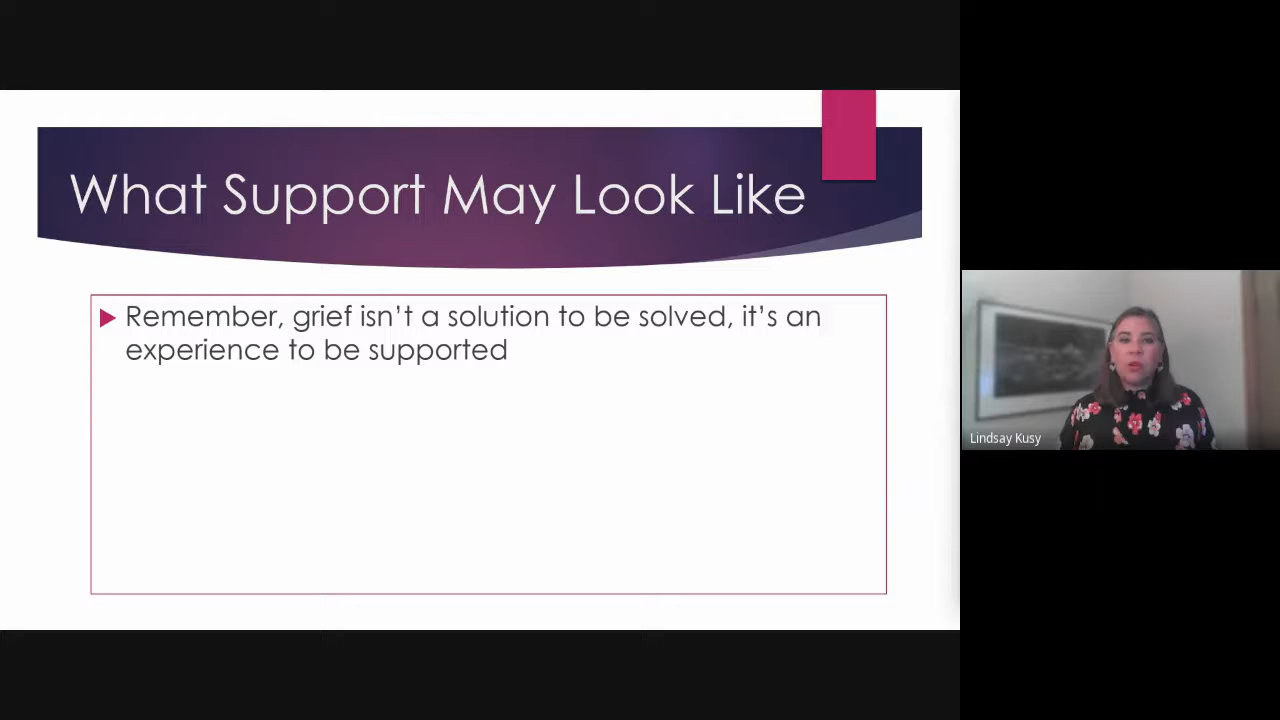 What Support May Look Like
Remember, grief isn’t a solution to be solved, it’s an
experience to be supported
Lindsay Kusy